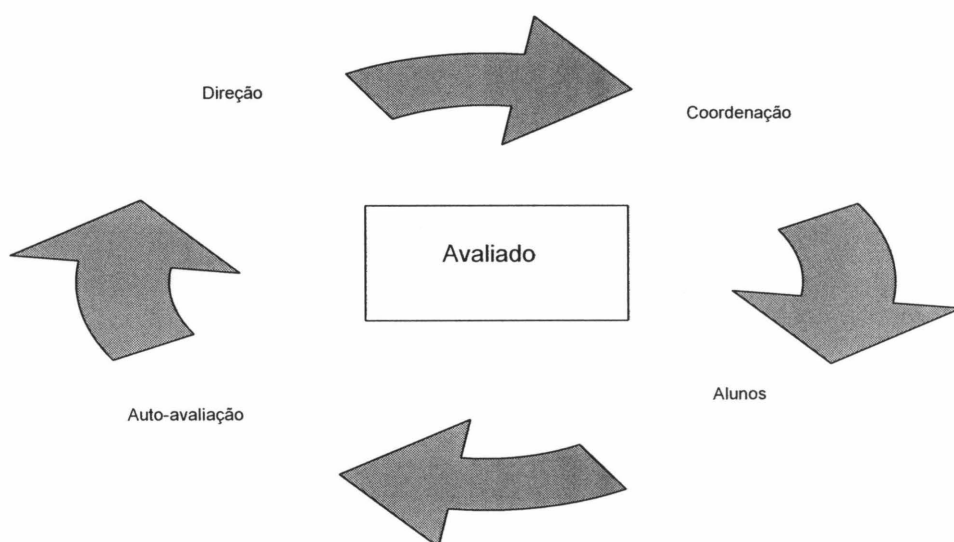 Direção
Coordenação
Avaliado
Alunos
Auto-avaliação